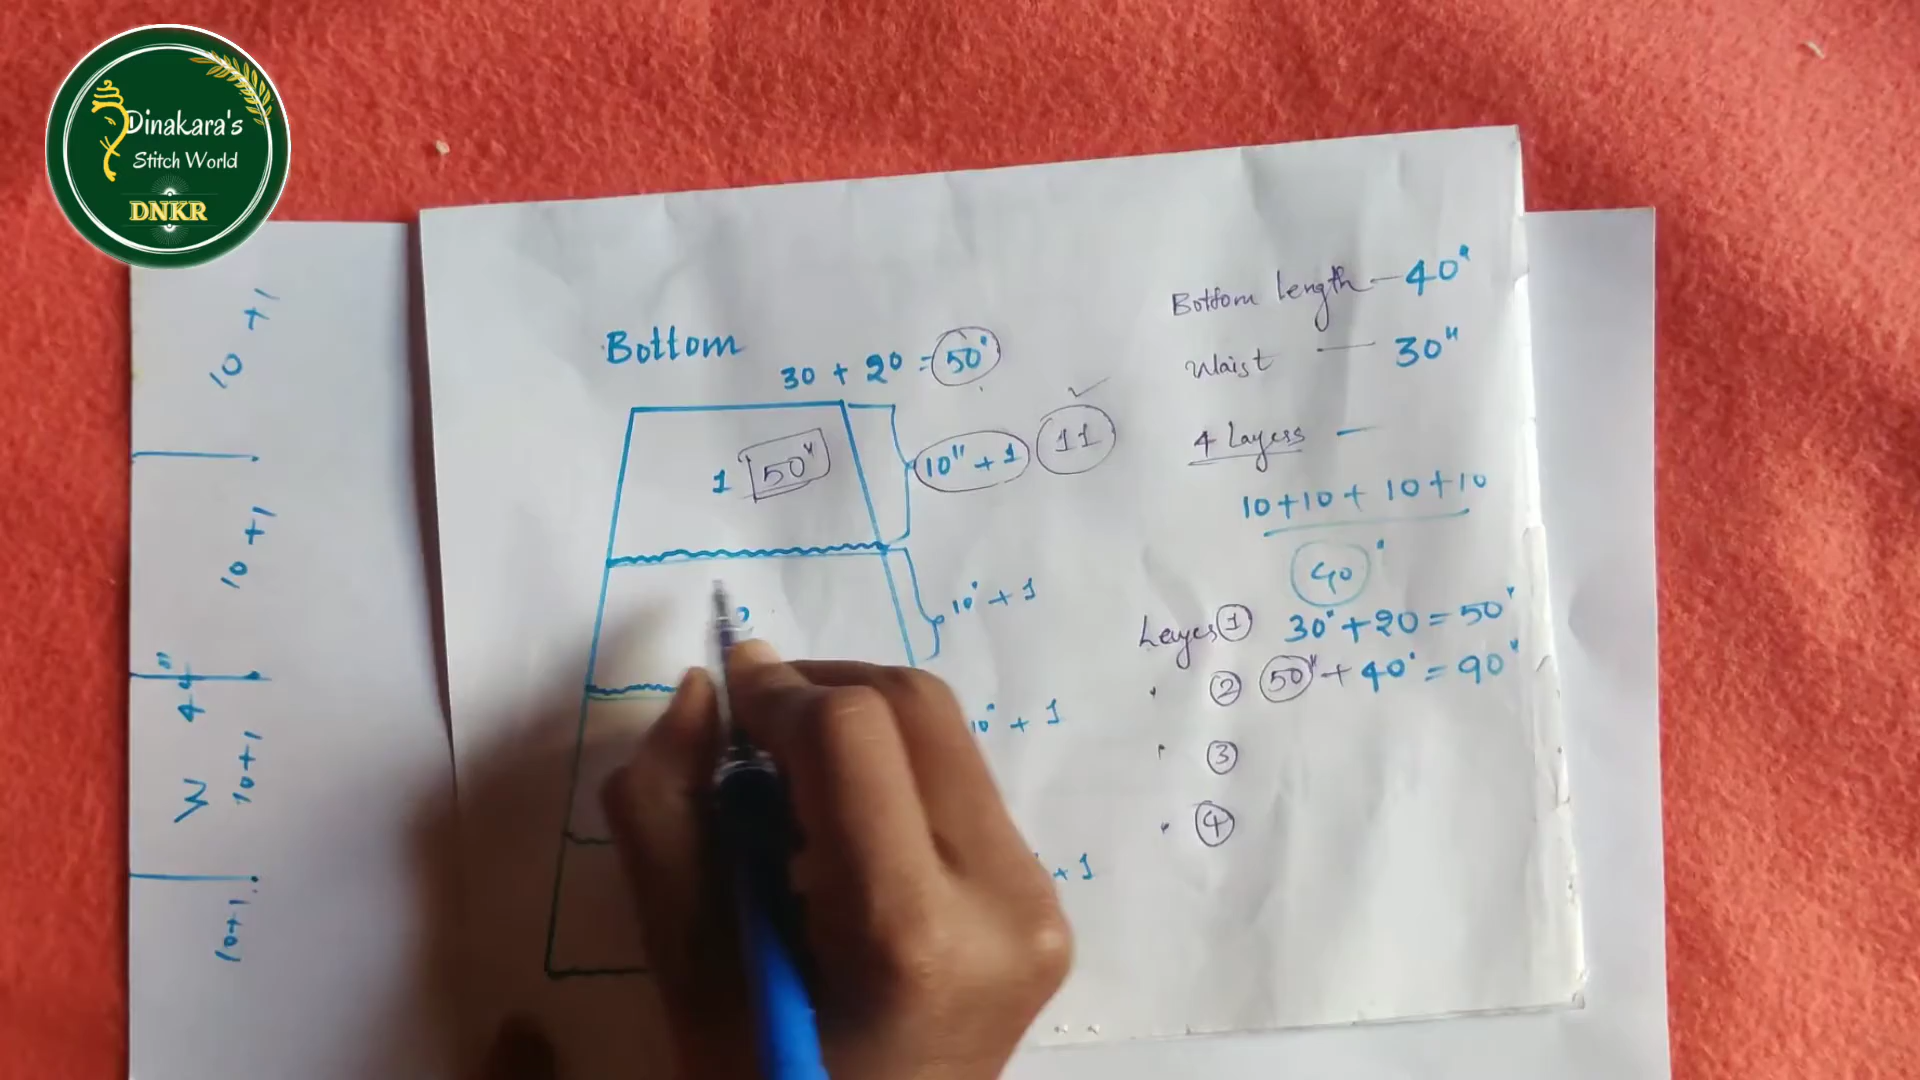 Dinakara's
Stitch World
DNKR
10 +1
10 +1
W 44"
10+1
10+1
Bottom
30 + 20 = 50"
1 50"
10" + 1 11
2
10" + 1
10" + 1
+ 1
Bottom length - 40"
Waist - 30"
4 Layers -
10+10 + 10+10
40"
Layers 1 30" + 20 = 50"
" 2 50" + 40" = 90"
" 3
" 4